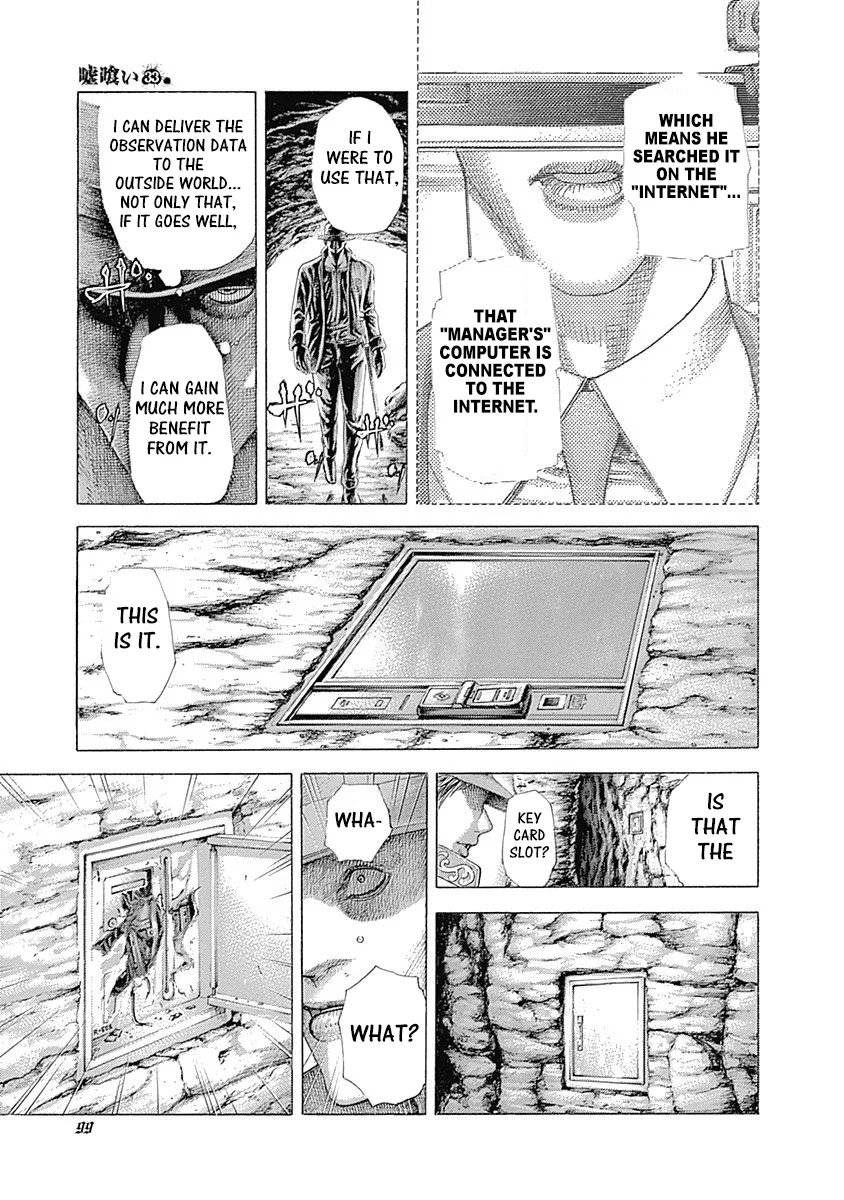 嘘喰い 33
WHICH
MEANS HE
SEARCHED IT
ON THE
"INTERNET"...
THAT
"MANAGER'S"
COMPUTER IS
CONNECTED
TO THE
INTERNET.
IF I
WERE TO
USE THAT,
I CAN DELIVER THE
OBSERVATION DATA
TO THE
OUTSIDE WORLD...
NOT ONLY THAT,
IF IT GOES WELL,
I CAN GAIN
MUCH MORE
BENEFIT
FROM IT.
THIS
IS IT.
IS
THAT
THE
KEY
CARD
SLOT?
WHA-
WHAT?
99